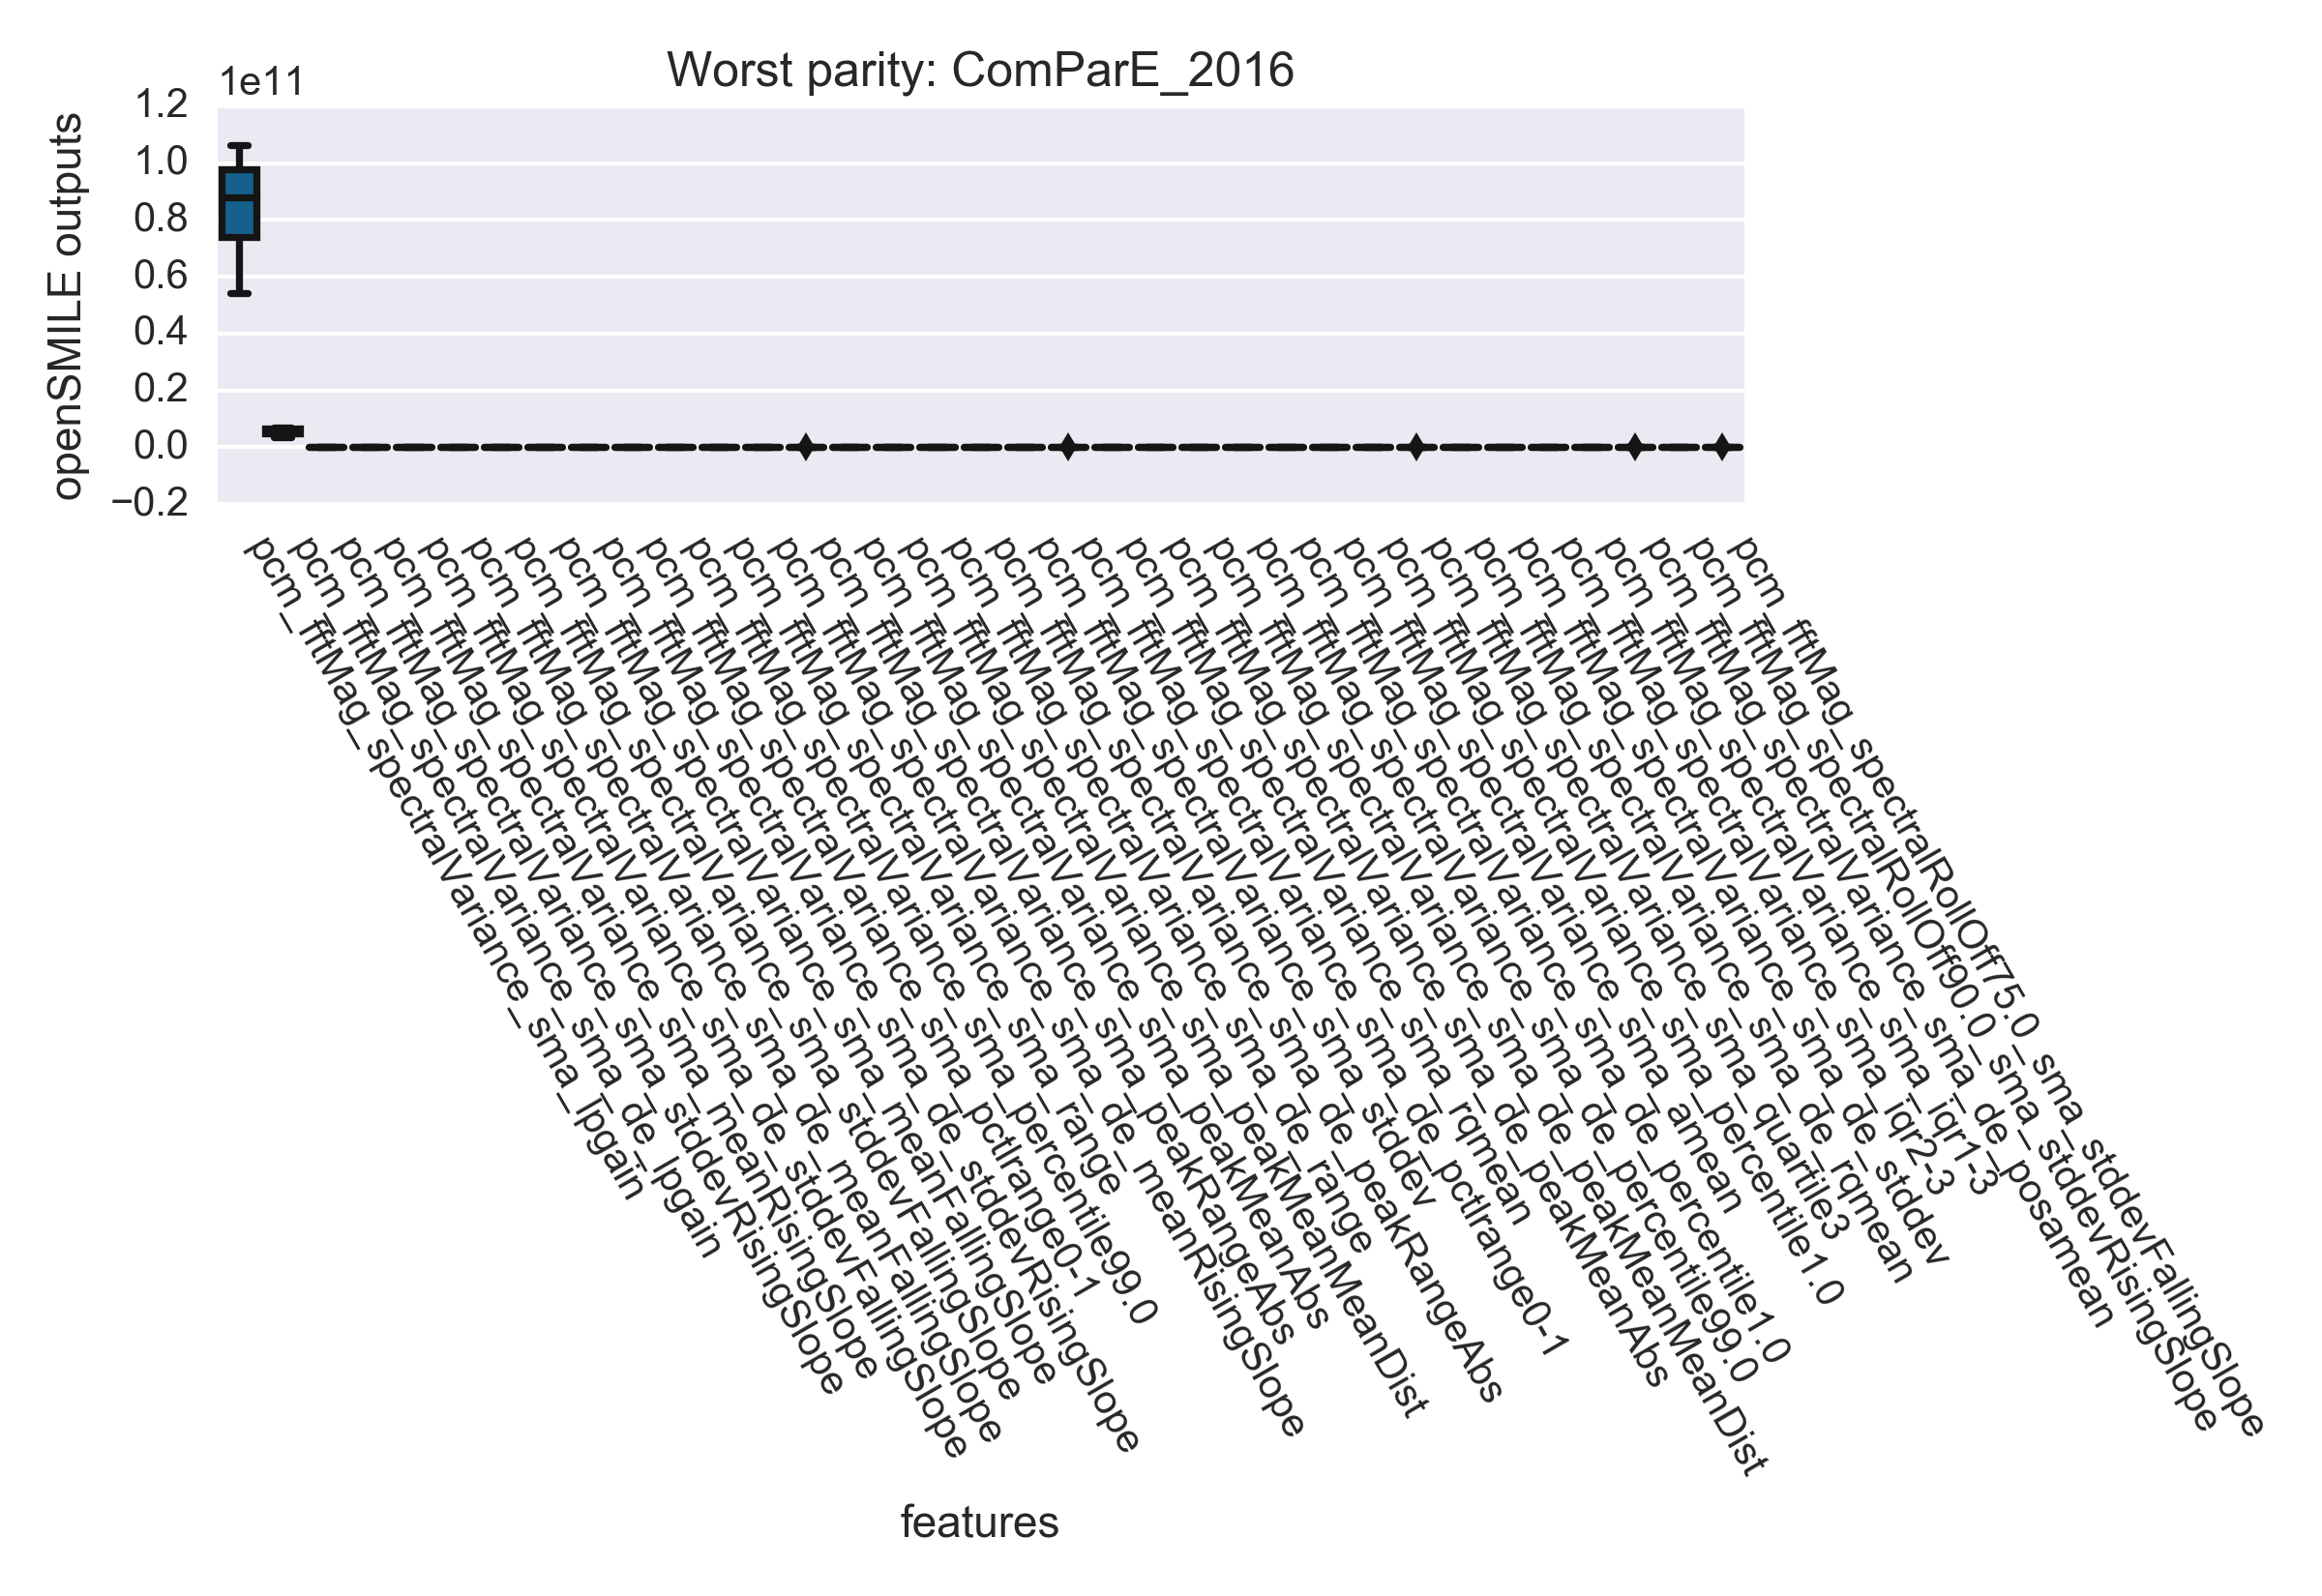 Worst parity: ComParE_2016
1e11
1.2
1.0
0.8
0.6
0.4
0.2
0.0
−0.2
openSMILE outputs
pcm_fftMag_spectralVariance_sma_lpgain
pcm_fftMag_spectralVariance_sma_de_lpgain
pcm_fftMag_spectralVariance_sma_stddevRisingSlope
pcm_fftMag_spectralVariance_sma_meanRisingSlope
pcm_fftMag_spectralVariance_sma_de_stddevFallingSlope
pcm_fftMag_spectralVariance_sma_de_meanFallingSlope
pcm_fftMag_spectralVariance_sma_stddevFallingSlope
pcm_fftMag_spectralVariance_sma_meanFallingSlope
pcm_fftMag_spectralVariance_sma_de_stddevRisingSlope
pcm_fftMag_spectralVariance_sma_pctlrange0-1
pcm_fftMag_spectralVariance_sma_percentile99.0
pcm_fftMag_spectralVariance_sma_range
pcm_fftMag_spectralVariance_sma_de_meanRisingSlope
pcm_fftMag_spectralVariance_sma_peakRangeAbs
pcm_fftMag_spectralVariance_sma_peakMeanAbs
pcm_fftMag_spectralVariance_sma_peakMeanMeanDist
pcm_fftMag_spectralVariance_sma_de_range
pcm_fftMag_spectralVariance_sma_de_peakRangeAbs
pcm_fftMag_spectralVariance_sma_stddev
pcm_fftMag_spectralVariance_sma_de_pctlrange0-1
pcm_fftMag_spectralVariance_sma_rqmean
pcm_fftMag_spectralVariance_sma_de_peakMeanAbs
pcm_fftMag_spectralVariance_sma_de_peakMeanMeanDist
pcm_fftMag_spectralVariance_sma_de_percentile99.0
pcm_fftMag_spectralVariance_sma_de_percentile1.0
pcm_fftMag_spectralVariance_sma_amean
pcm_fftMag_spectralVariance_sma_percentile1.0
pcm_fftMag_spectralVariance_sma_quartile3
pcm_fftMag_spectralVariance_sma_de_rqmean
pcm_fftMag_spectralVariance_sma_de_stddev
pcm_fftMag_spectralVariance_sma_iqr2-3
pcm_fftMag_spectralVariance_sma_iqr1-3
pcm_fftMag_spectralVariance_sma_de_posamean
pcm_fftMag_spectralRollOff90.0_sma_stddevRisingSlope
pcm_fftMag_spectralRollOff75.0_sma_stddevFallingSlope
features